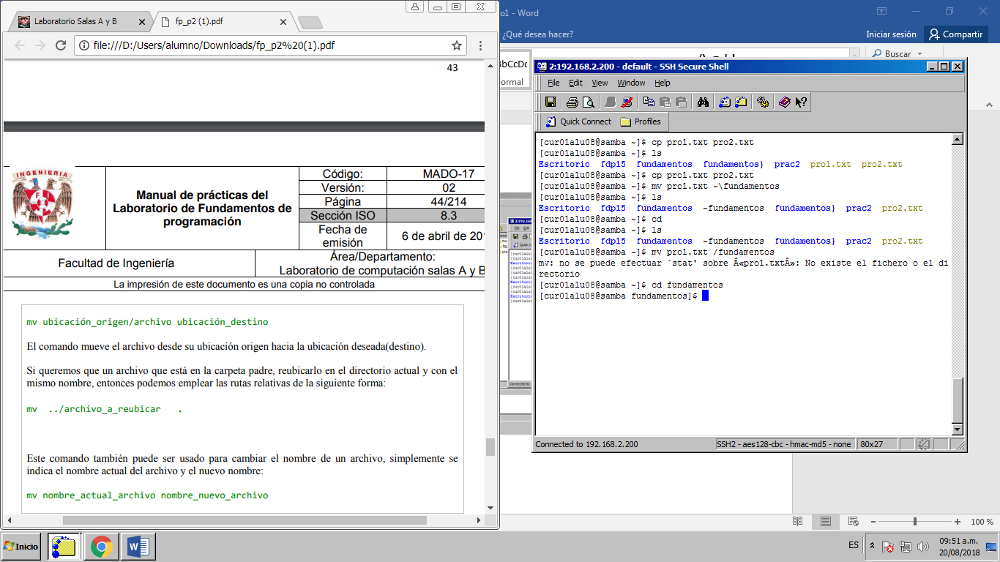 Laboratorio Salas A y B
fp_p2 (1).pdf
file:///D:/Users/alumno/Downloads/fp_p2%20(1).pdf
43
INGENIERIA
Manual de prácticas del
Laboratorio de Fundamentos de
programación
Código:
MADO-17
Versión:
02
Página
44/214
Sección ISO
8.3
Fecha de
emisión
6 de abril de 201
Facultad de Ingeniería
Área/Departamento:
Laboratorio de computación salas A y B
La impresión de este documento es una copia no controlada
mv ubicación_origen/archivo ubicación_destino
El comando mueve el archivo desde su ubicación origen hacia la ubicación deseada(destino).
Si queremos que un archivo que está en la carpeta padre, reubicarlo en el directorio actual y con el
mismo nombre, entonces podemos emplear las rutas relativas de la siguiente forma:
mv ../archivo_a_reubicar .
Este comando también puede ser usado para cambiar el nombre de un archivo, simplemente se
indica el nombre actual del archivo y el nuevo nombre:
mv nombre_actual_archivo nombre_nuevo_archivo
o1 - Word
¿Qué desea hacer?
Iniciar sesión
Compartir
Buscar
bCcDc
ormal
2:192.168.2.200 - default - SSH Secure Shell
File Edit View Window Help
Quick Connect Profiles
[cur01alu08@samba ~]$ cp pro1.txt pro2.txt
[cur01alu08@samba ~]$ ls
Escritorio fdp15 fundamentos fundamentos} prac2 pro1.txt pro2.txt
[cur01alu08@samba ~]$ cp pro1.txt pro2.txt
[cur01alu08@samba ~]$ mv pro1.txt ~\fundamentos
[cur01alu08@samba ~]$ ls
Escritorio fdp15 fundamentos ~fundamentos fundamentos} prac2 pro2.txt
[cur01alu08@samba ~]$ cd
[cur01alu08@samba ~]$ ls
Escritorio fdp15 fundamentos ~fundamentos fundamentos} prac2 pro2.txt
[cur01alu08@samba ~]$ mv pro1.txt /fundamentos
mv: no se puede efectuar `stat' sobre Â«pro1.txtÂ»: No existe el fichero o el di
rectorio
[cur01alu08@samba ~]$ cd fundamentos
[cur01alu08@samba fundamentos]$
Connected to 192.168.2.200
SSH2 - aes128-cbc - hmac-md5 - none
80x27
100 %
Inicio
ES
09:51 a.m.
20/08/2018